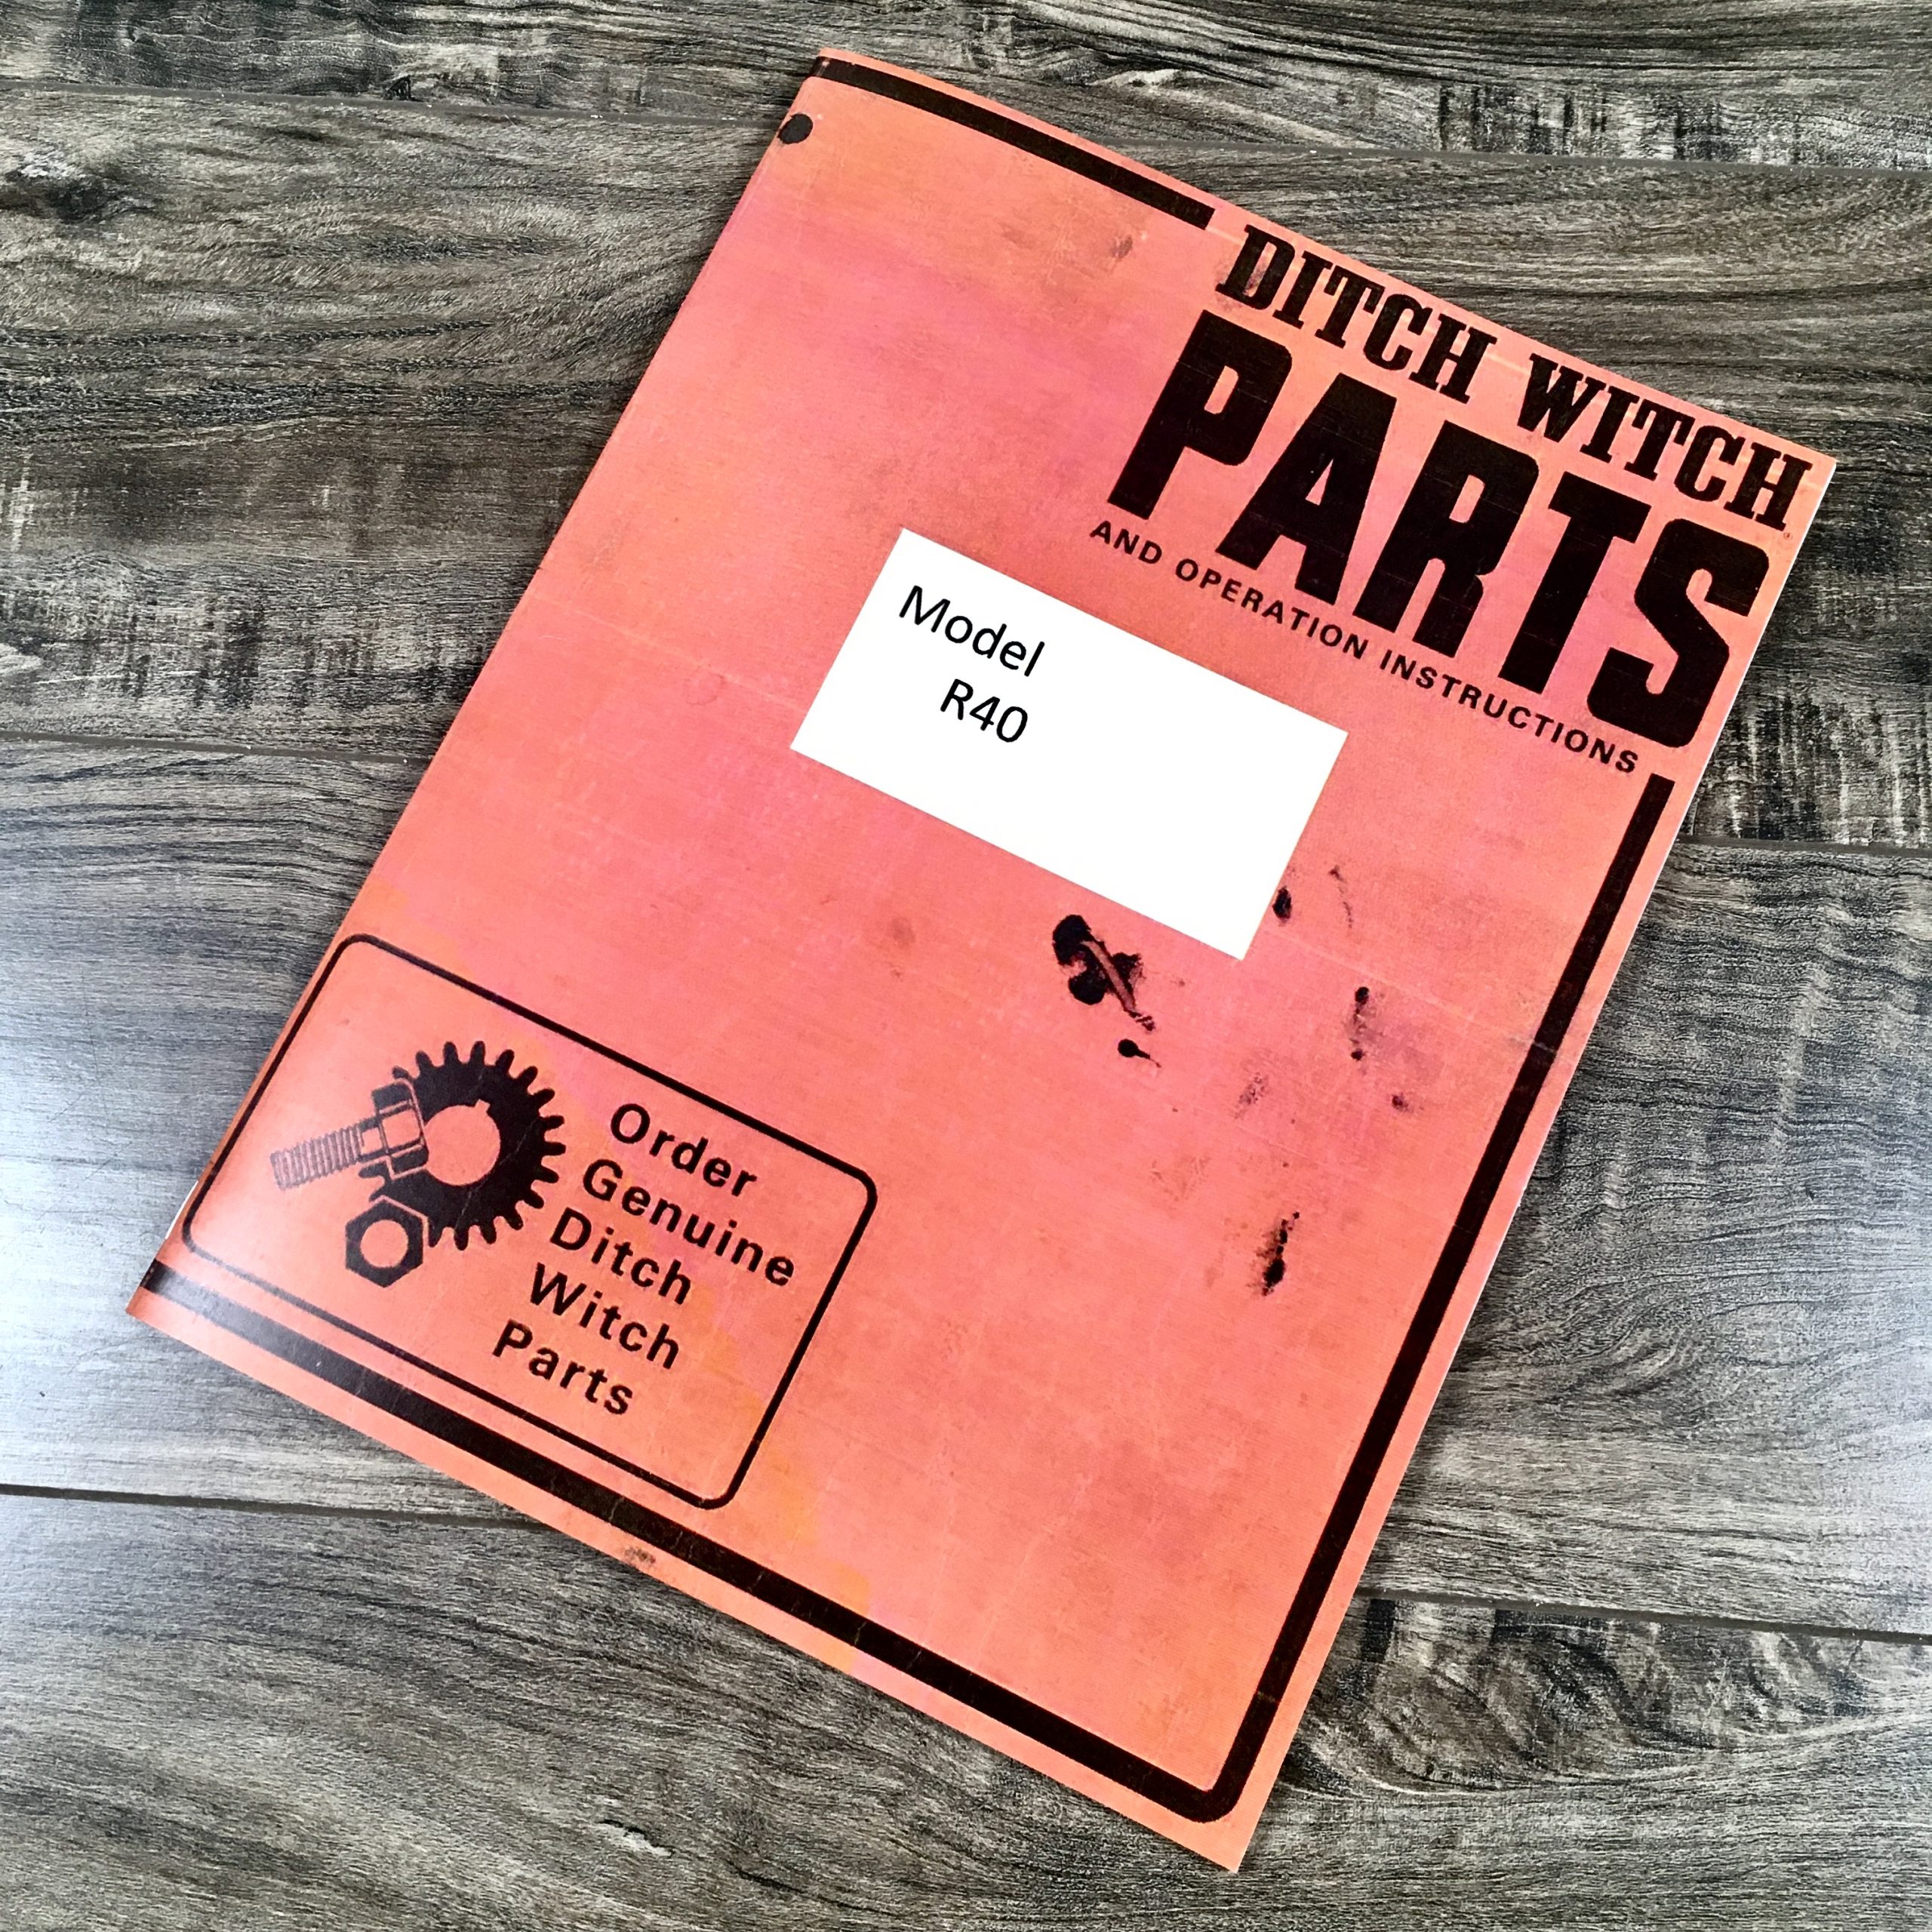 DITCH WITCH
PARTS
AND OPERATION INSTRUCTIONS
Model
R40
Order
Genuine
Ditch
Witch
Parts